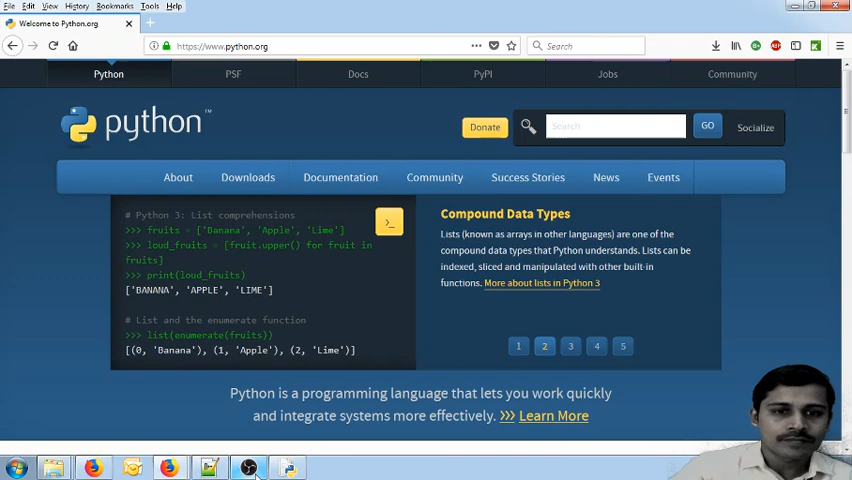 File Edit View History Bookmarks Tools Help
Welcome to Python.org
https://www.python.org
Search
Python PSF Docs PyPI Jobs Community
python™
Donate
Search
GO
Socialize
About Downloads Documentation Community Success Stories News Events
# Python 3: List comprehensions
>>> fruits = ['Banana', 'Apple', 'Lime']
>>> loud_fruits = [fruit.upper() for fruit in
fruits]
>>> print(loud_fruits)
['BANANA', 'APPLE', 'LIME']
# List and the enumerate function
>>> list(enumerate(fruits))
[(0, 'Banana'), (1, 'Apple'), (2, 'Lime')]
>_
Compound Data Types
Lists (known as arrays in other languages) are one of the
compound data types that Python understands. Lists can be
indexed, sliced and manipulated with other built-in
functions. More about lists in Python 3
1 2 3 4 5
Python is a programming language that lets you work quickly
and integrate systems more effectively. >>> Learn More